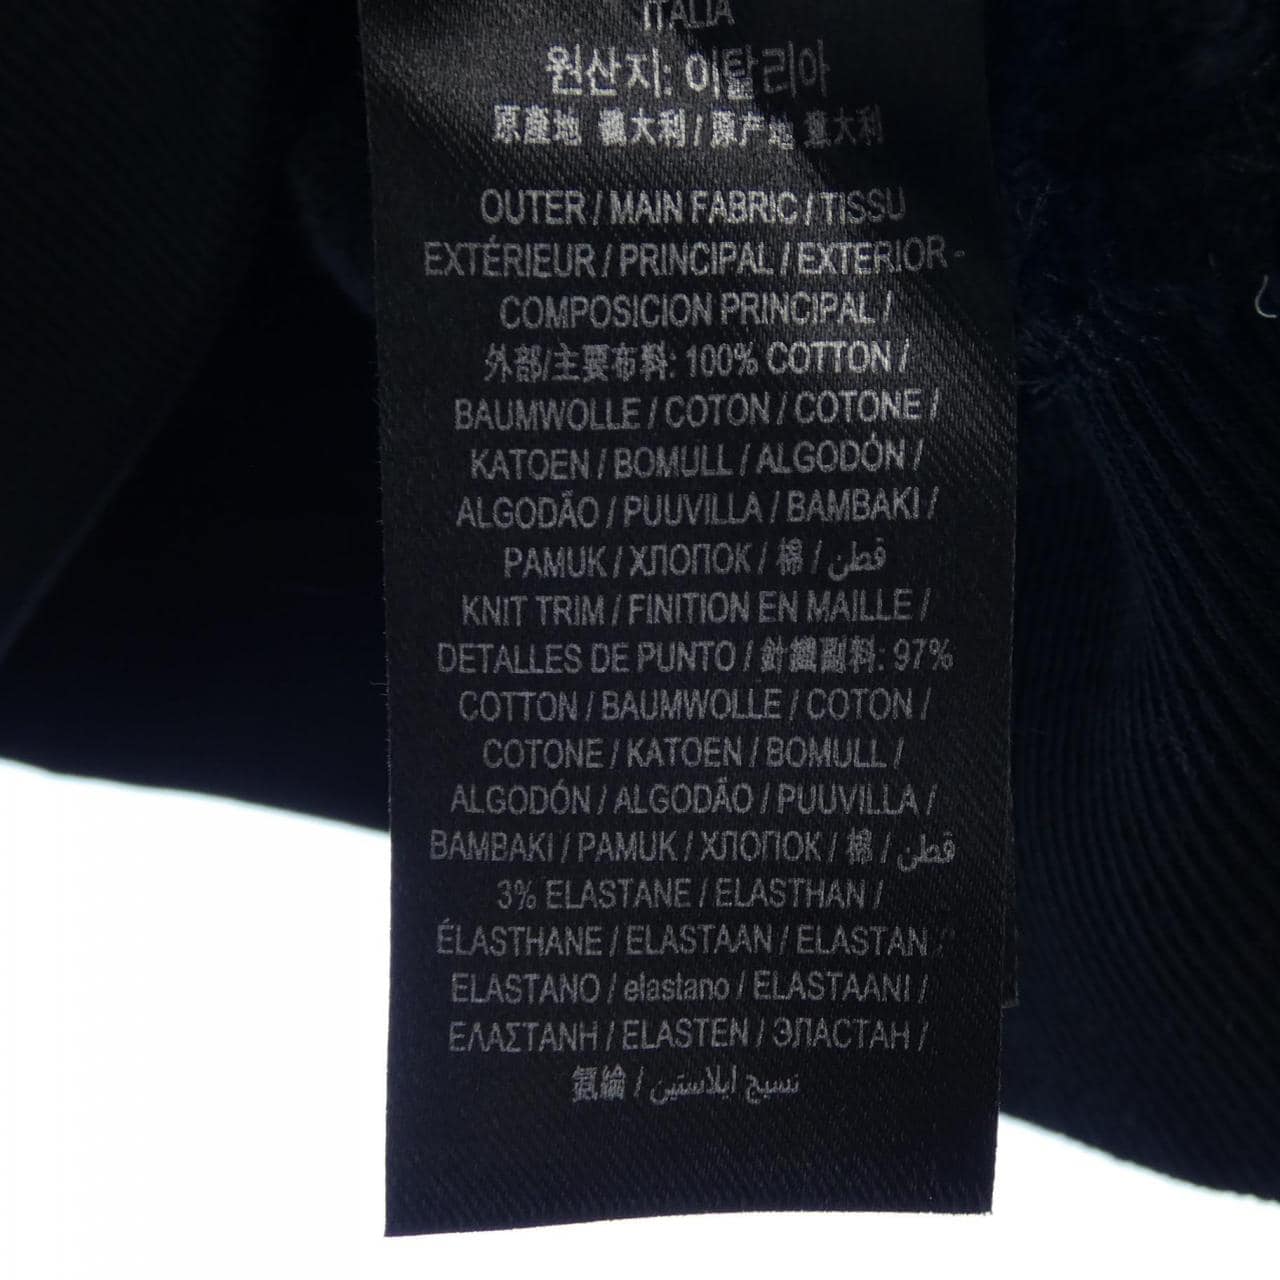 ITALIA
원산지: 이탈리아
原產地 義大利 / 原产地 意大利
OUTER / MAIN FABRIC / TISSU
EXTÉRIEUR / PRINCIPAL / EXTERIOR -
COMPOSICION PRINCIPAL /
外部/主要布料: 100% COTTON /
BAUMWOLLE / COTON / COTONE /
KATOEN / BOMULL / ALGODÓN /
ALGODÃO / PUUVILLA / BAMBAKI /
PAMUK / ХЛОПОК / 棉 / قطن
KNIT TRIM / FINITION EN MAILLE /
DETALLES DE PUNTO / 針織副料: 97%
COTTON / BAUMWOLLE / COTON /
COTONE / KATOEN / BOMULL /
ALGODÓN / ALGODÃO / PUUVILLA /
BAMBAKI / PAMUK / ХЛОПОК / 棉 / قطن
3% ELASTANE / ELASTHAN /
ÉLASTHANE / ELASTAAN / ELASTAN /
ELASTANO / elastano / ELASTAANI /
ΕΛΑΣΤΑΝΗ / ELASTEN / ЭЛАСТАН /
氨綸 / نسيج ايلاستين